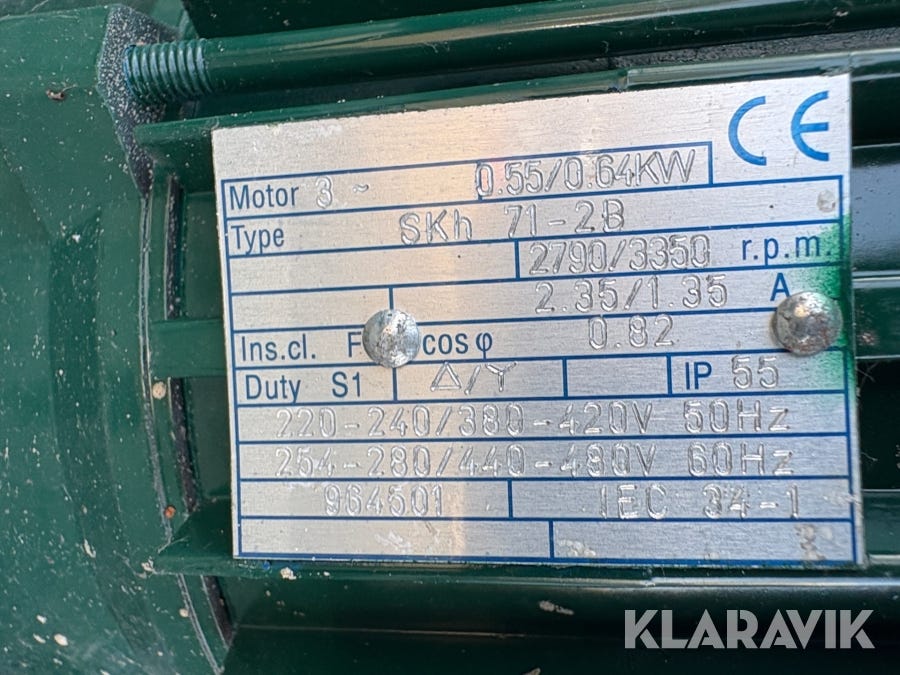 CE
Motor 3 ~ 0.55/0.64KW
Type SKh 71-2B
2790/3350 r.p.m.
2.35/1.35 A
Ins.cl. F cos φ 0.82
Duty S1 △/Y IP 55
220-240/380-420V 50Hz
254-280/440-480V 60Hz
964501 IEC 34-1
KLARAVIK